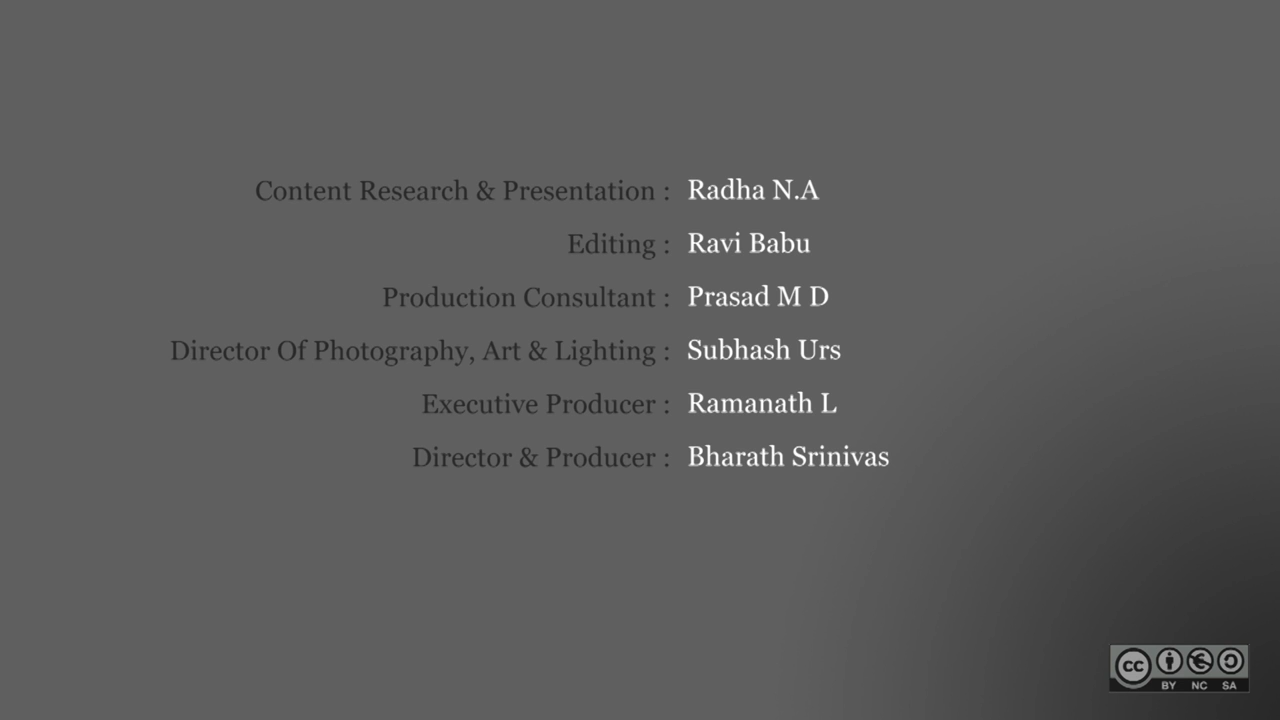 Content Research & Presentation : Radha N.A
Editing : Ravi Babu
Production Consultant : Prasad M D
Director Of Photography, Art & Lighting : Subhash Urs
Executive Producer : Ramanath L
Director & Producer : Bharath Srinivas
cc
BY NC SA